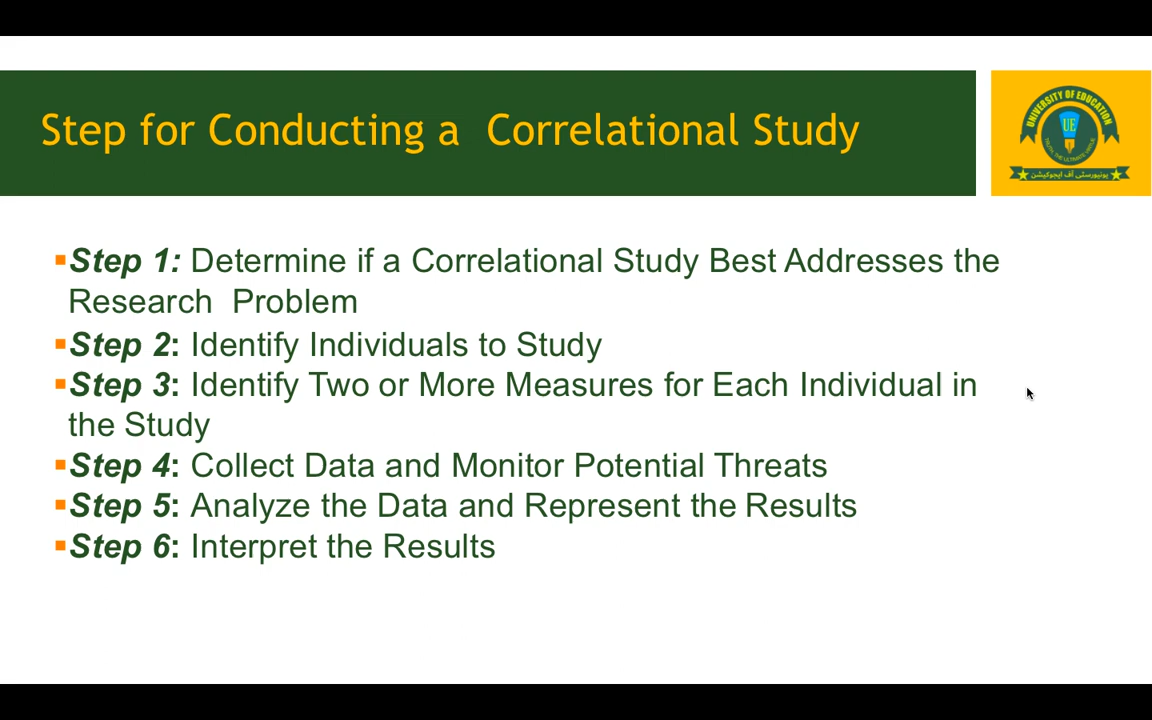 Step for Conducting a  Correlational Study
UNIVERSITY OF EDUCATION
UE
یونیورسٹی آف ایجوکیشن
▪Step 1: Determine if a Correlational Study Best Addresses the
Research  Problem
▪Step 2: Identify Individuals to Study
▪Step 3: Identify Two or More Measures for Each Individual in
the Study
▪Step 4: Collect Data and Monitor Potential Threats
▪Step 5: Analyze the Data and Represent the Results
▪Step 6: Interpret the Results